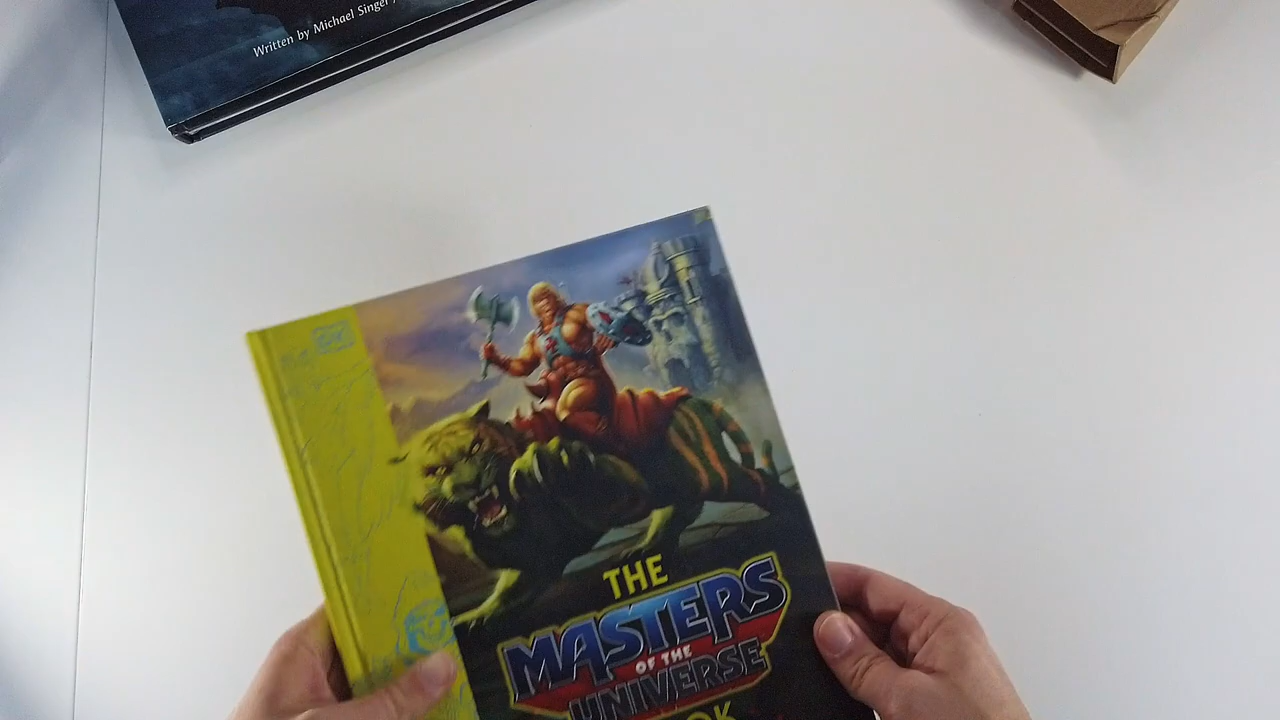 Written by Michael Singer
THE
MASTERS
OF THE
UNIVERSE